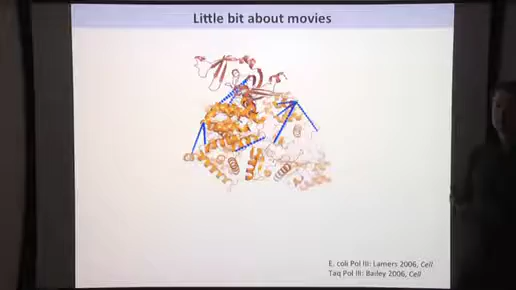 Little bit about movies
E. coli Pol III: Lamers 2006, Cell
Taq Pol III: Bailey 2006, Cell